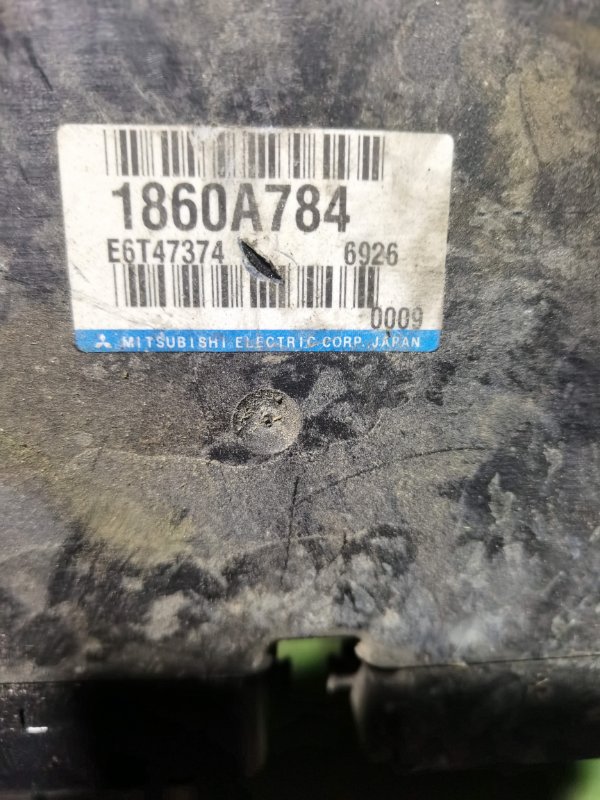 1860A784
E6T47374 6926
0009
MITSUBISHI ELECTRIC CORP. JAPAN